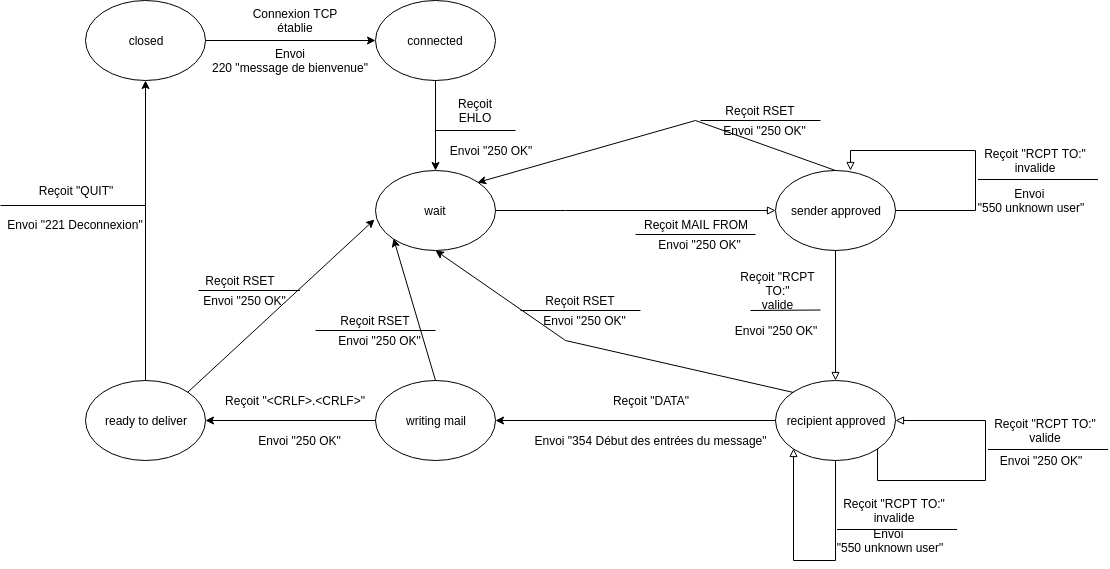 Connexion TCP
établie
closed
connected
Envoi
220 "message de bienvenue"
Reçoit
EHLO
Envoi "250 OK"
Reçoit RSET
Envoi "250 OK"
Reçoit "RCPT TO:"
invalide
Envoi
"550 unknown user"
Reçoit "QUIT"
Envoi "221 Deconnexion"
wait
sender approved
Reçoit MAIL FROM
Envoi "250 OK"
Reçoit RSET
Envoi "250 OK"
Reçoit "RCPT
TO:"
valide
Envoi "250 OK"
Reçoit RSET
Envoi "250 OK"
Reçoit RSET
Envoi "250 OK"
ready to deliver
Reçoit "<CRLF>.<CRLF>"
Envoi "250 OK"
writing mail
Reçoit "DATA"
Envoi "354 Début des entrées du message"
recipient approved
Reçoit "RCPT TO:"
valide
Envoi "250 OK"
Reçoit "RCPT TO:"
invalide
Envoi
"550 unknown user"